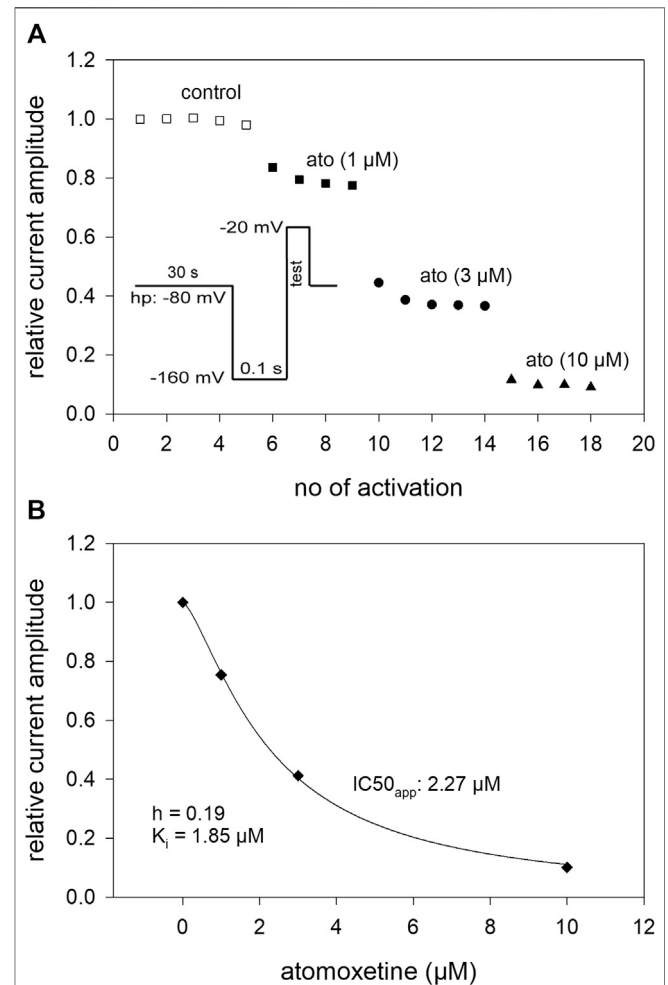 A
1.2
1.0
0.8
0.6
0.4
0.2
0.0
relative current amplitude
control
ato (1 µM)
ato (3 µM)
ato (10 µM)
-20 mV
30 s
hp: -80 mV
test
-160 mV
0.1 s
0 2 4 6 8 10 12 14 16 18 20
no of activation
B
1.2
1.0
0.8
0.6
0.4
0.2
0.0
relative current amplitude
IC50app: 2.27 µM
h = 0.19
Ki = 1.85 µM
0 2 4 6 8 10 12
atomoxetine (µM)